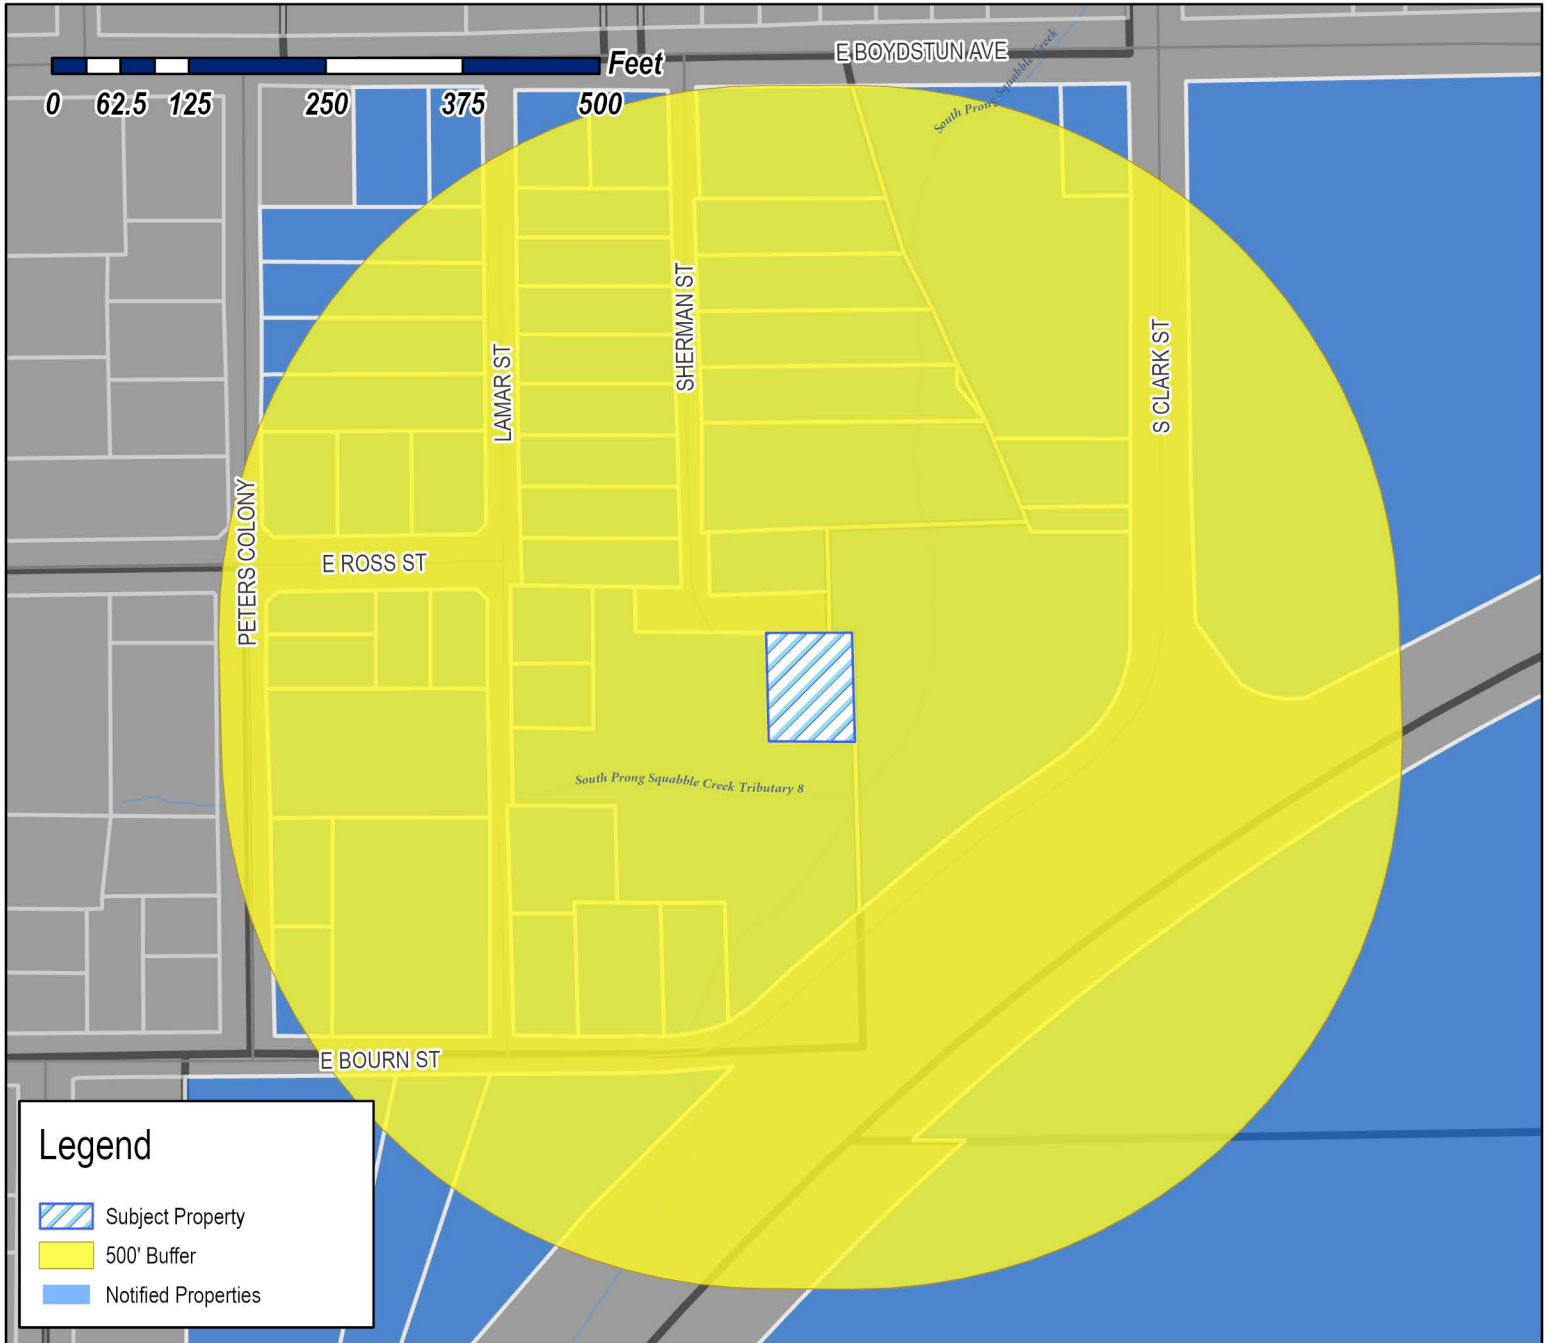 E BOYDSTUN AVE
Feet
0 62.5 125 250 375 500
South Prong Squabble Creek
SHERMAN ST
S CLARK ST
LAMAR ST
PETERS COLONY
E ROSS ST
South Prong Squabble Creek Tributary 8
E BOURN ST
Legend
Subject Property
500' Buffer
Notified Properties